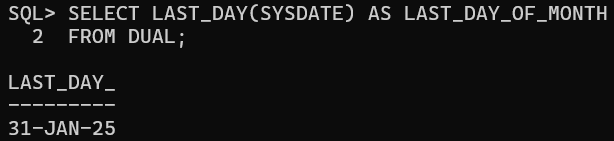 SQL> SELECT LAST_DAY(SYSDATE) AS LAST_DAY_OF_MONTH
  2  FROM DUAL;

LAST_DAY_
---------
31-JAN-25